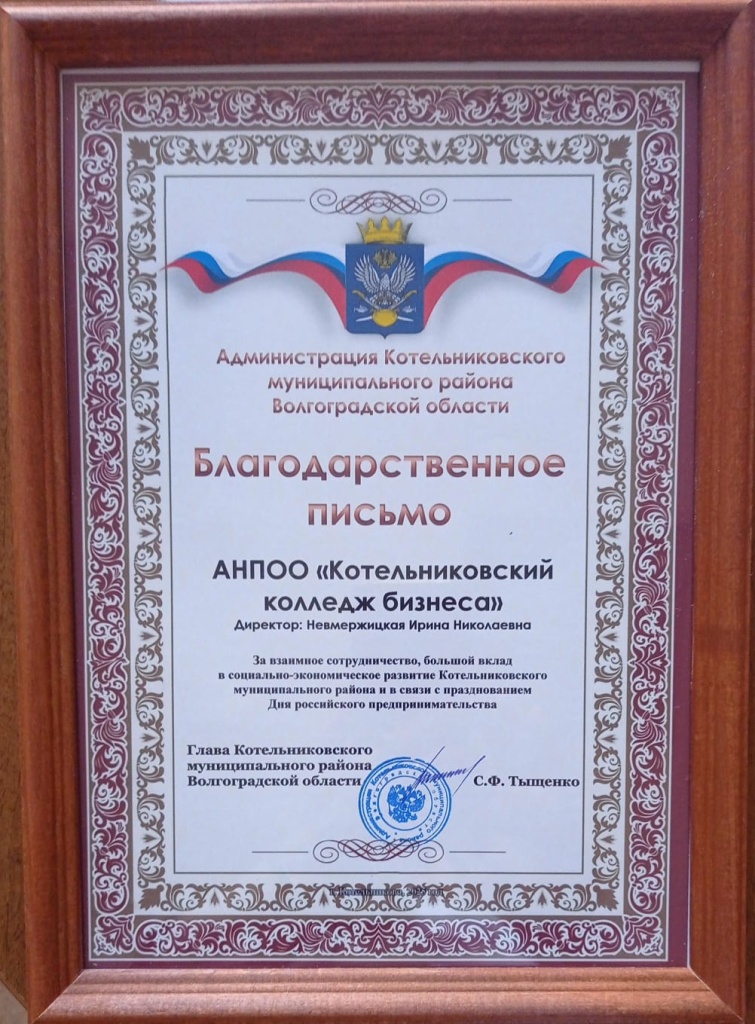 Администрация Котельниковского
муниципального района
Волгоградской области
Благодарственное
письмо
АНПОО «Котельниковский
колледж бизнеса»
Директор: Невмержицкая Ирина Николаевна
За взаимное сотрудничество, большой вклад
в социально-экономическое развитие Котельниковского
муниципального района и в связи с празднованием
Дня российского предпринимательства
Глава Котельниковского
муниципального района
Волгоградской области
С.Ф. Тыщенко
г. Котельниково,